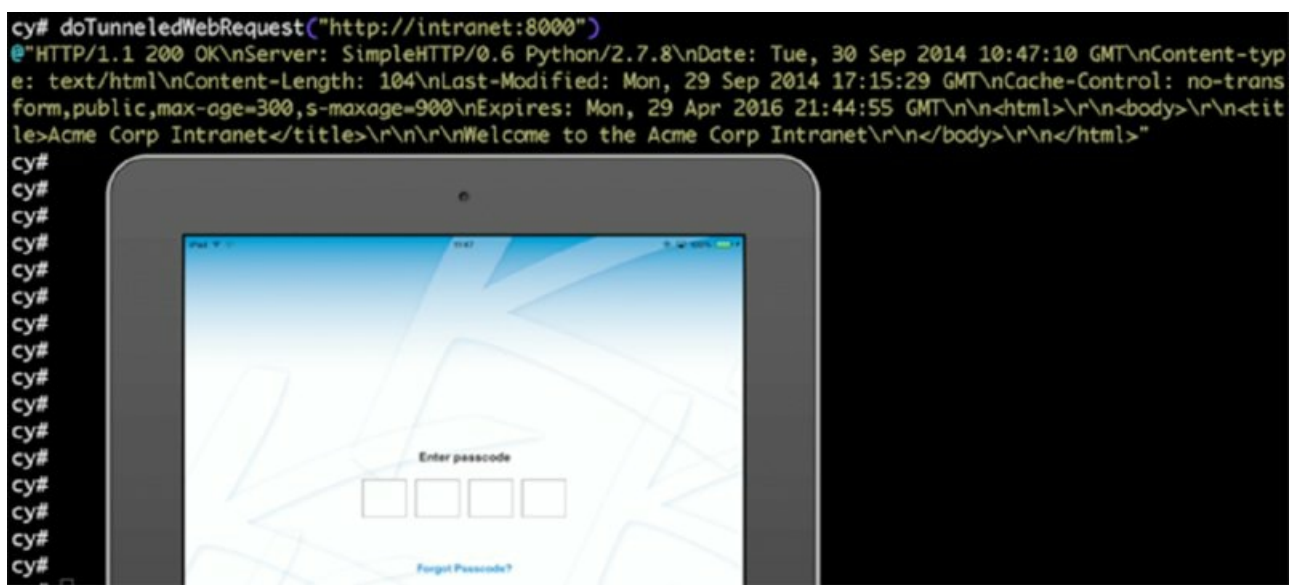 cy# doTunneledWebRequest("http://intranet:8000")
@"HTTP/1.1 200 OK\nServer: SimpleHTTP/0.6 Python/2.7.8\nDate: Tue, 30 Sep 2014 10:47:10 GMT\nContent-typ
e: text/html\nContent-Length: 104\nLast-Modified: Mon, 29 Sep 2014 17:15:29 GMT\nCache-Control: no-trans
form,public,max-age=300,s-maxage=900\nExpires: Mon, 29 Apr 2016 21:44:55 GMT\n\n<html>\r\n<body>\r\n<tit
le>Acme Corp Intranet</title>\r\n\r\nWelcome to the Acme Corp Intranet\r\n</body>\r\n</html>"
cy#
cy#
cy#
cy#
iPad 11:47 100%
cy#
cy#
cy#
cy#
cy#
cy#
cy#
cy#
Enter passcode
cy#
cy#
cy#
cy#
Forgot Passcode?